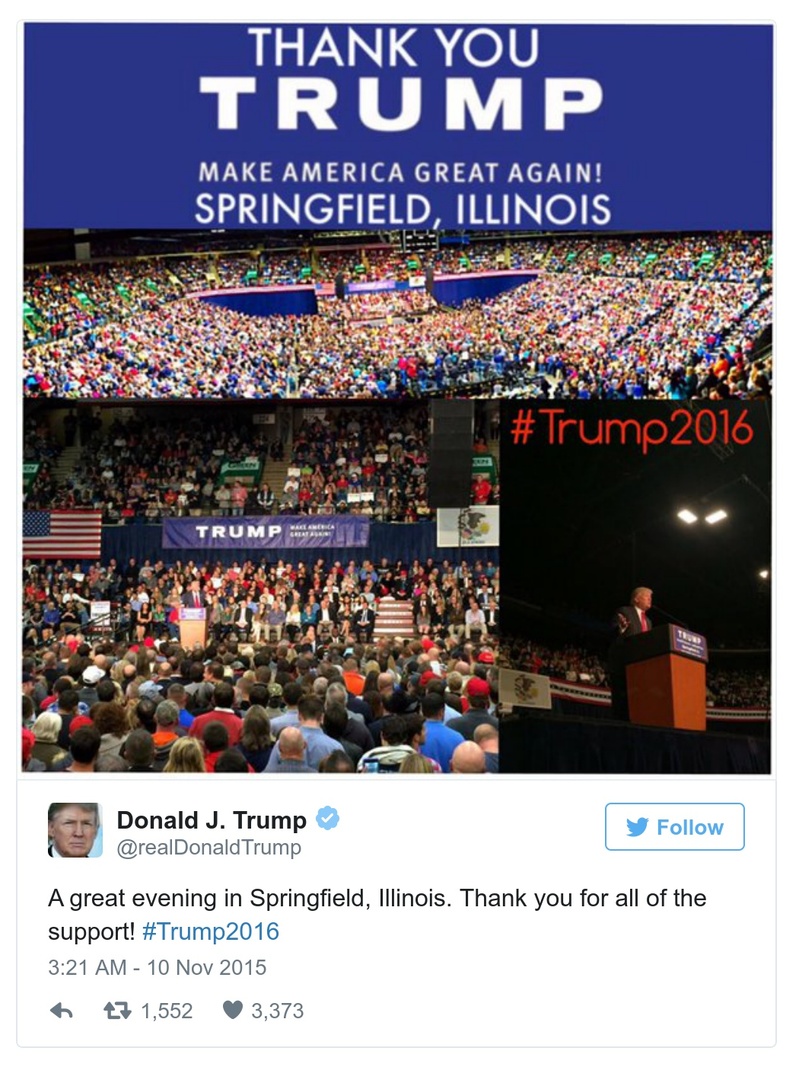 THANK YOU
TRUMP
MAKE AMERICA GREAT AGAIN!
SPRINGFIELD, ILLINOIS
#Trump2016
GREEN
TRUMP MAKE AMERICA
GREAT AGAIN!
TRUMP
Donald J. Trump
@realDonaldTrump
Follow
A great evening in Springfield, Illinois. Thank you for all of the
support! #Trump2016
3:21 AM - 10 Nov 2015
1,552 3,373